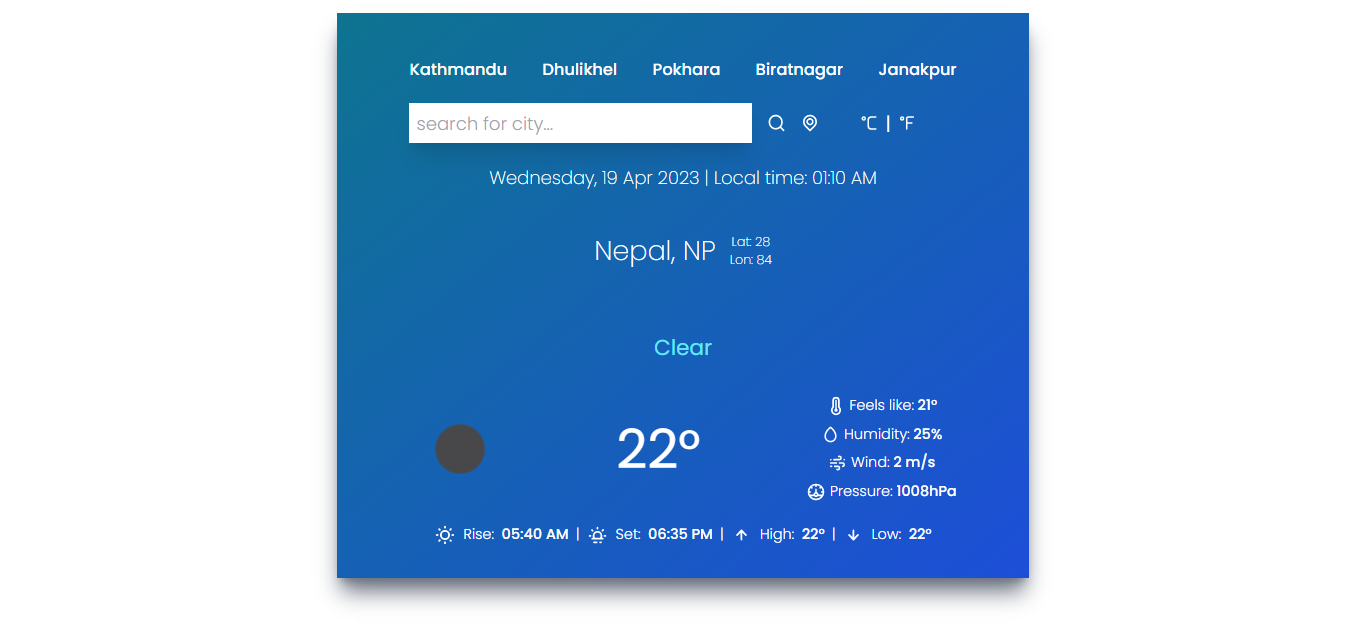 Kathmandu Dhulikhel Pokhara Biratnagar Janakpur
search for city...
°C | °F
Wednesday, 19 Apr 2023 | Local time: 01:10 AM
Nepal, NP
Lat: 28
Lon: 84
Clear
22°
Feels like: 21°
Humidity: 25%
Wind: 2 m/s
Pressure: 1008hPa
Rise: 05:40 AM | Set: 06:35 PM | High: 22° | Low: 22°